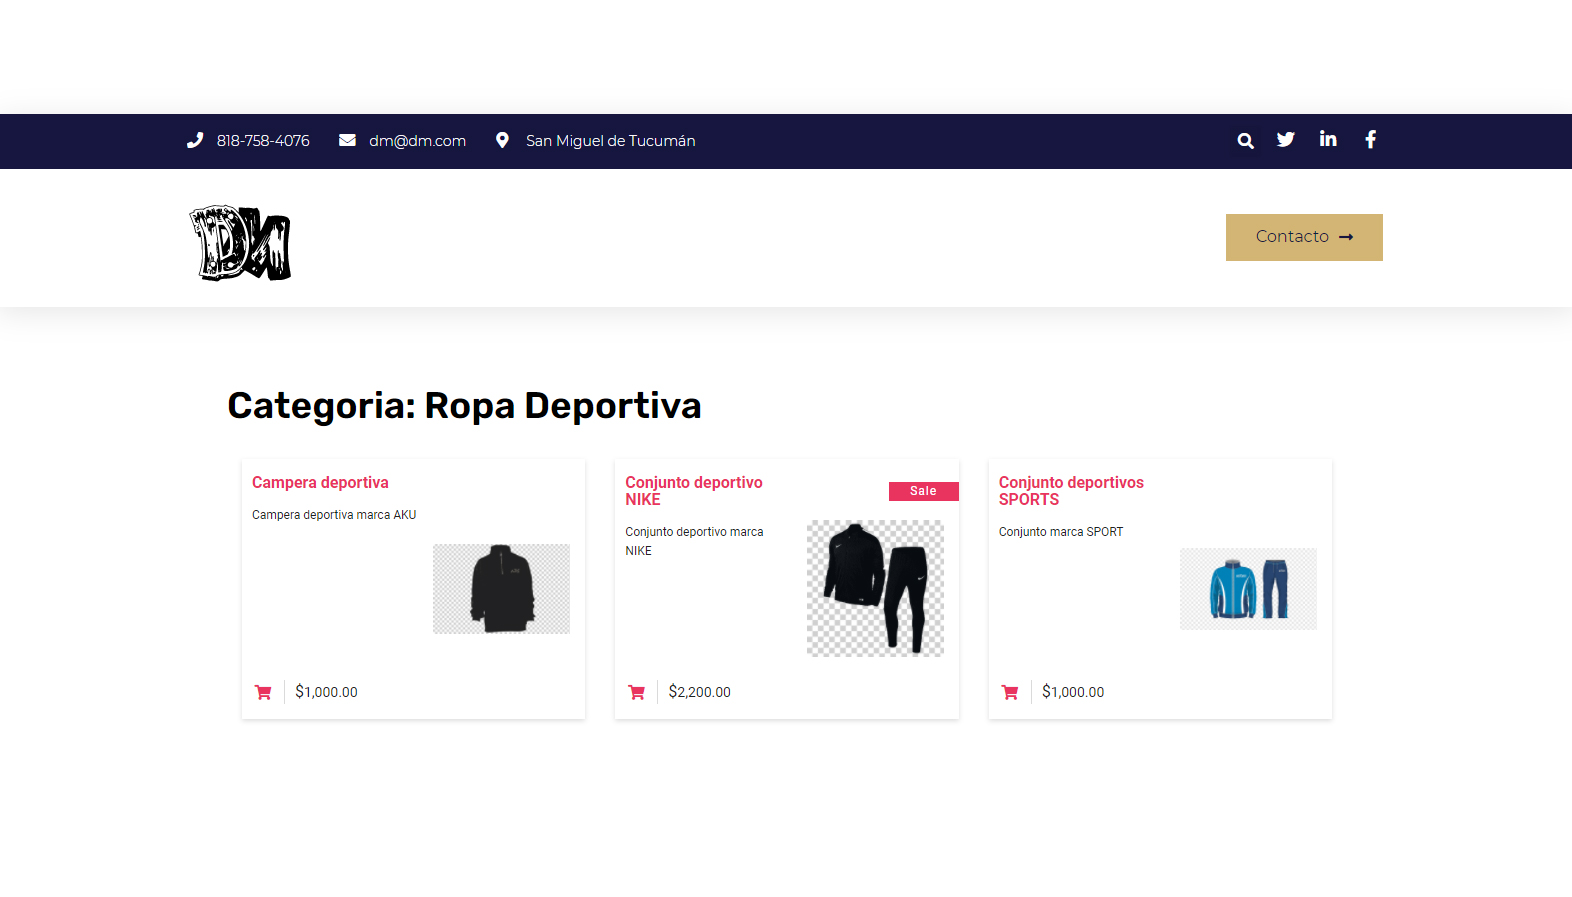 818-758-4076
dm@dm.com
San Miguel de Tucumán
DM
Contacto
Categoria: Ropa Deportiva
Campera deportiva
Campera deportiva marca AKU
$1,000.00
Conjunto deportivo
NIKE
Sale
Conjunto deportivo marca
NIKE
$2,200.00
Conjunto deportivos
SPORTS
Conjunto marca SPORT
$1,000.00